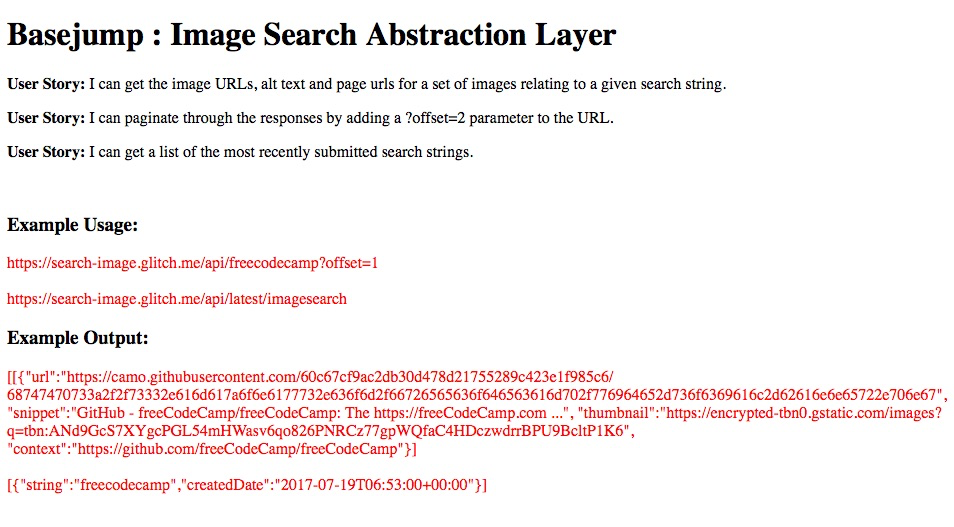 Basejump : Image Search Abstraction Layer
User Story: I can get the image URLs, alt text and page urls for a set of images relating to a given search string.
User Story: I can paginate through the responses by adding a ?offset=2 parameter to the URL.
User Story: I can get a list of the most recently submitted search strings.
Example Usage:
https://search-image.glitch.me/api/freecodecamp?offset=1
https://search-image.glitch.me/api/latest/imagesearch
Example Output:
[[{"url":"https://camo.githubusercontent.com/60c67cf9ac2db30d478d21755289c423e1f985c6/
68747470733a2f2f73332e616d617a6f6e6177732e636f6d2f66726565636f646563616d702f776964652d736f6369616c2d62616e6e65722e706e67",
"snippet":"GitHub - freeCodeCamp/freeCodeCamp: The https://freeCodeCamp.com ...", "thumbnail":"https://encrypted-tbn0.gstatic.com/images?
q=tbn:ANd9GcS7XYgcPGL54mHWasv6qo826PNRCz77gpWQfaC4HDczwdrrBPU9BcltP1K6",
"context":"https://github.com/freeCodeCamp/freeCodeCamp"}]
[{"string":"freecodecamp","createdDate":"2017-07-19T06:53:00+00:00"}]